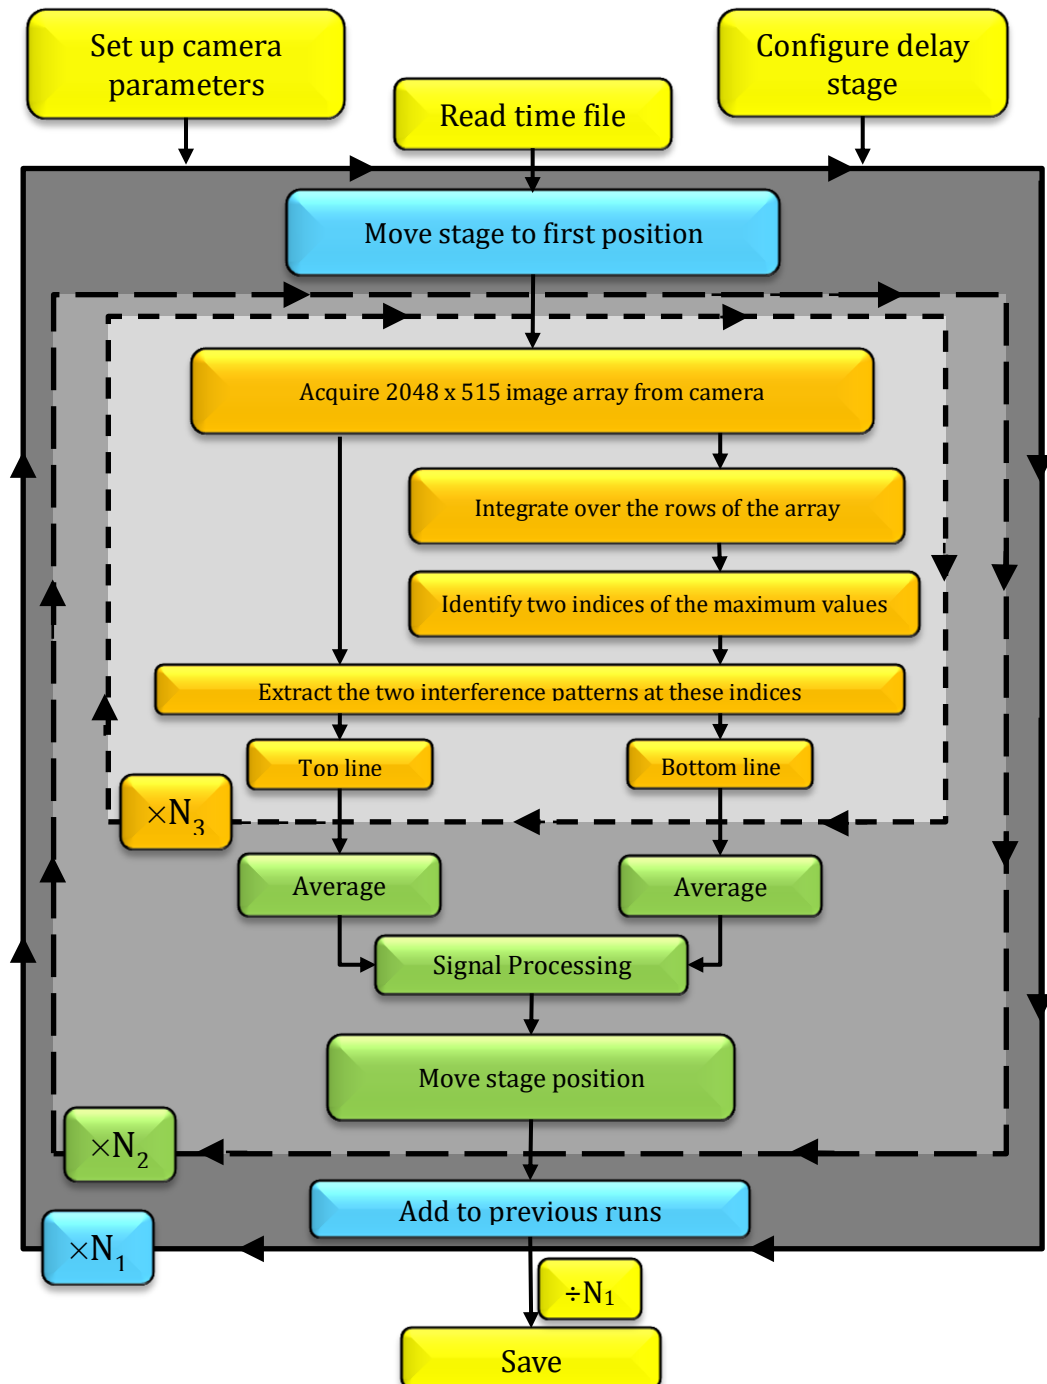 Set up camera
parameters
Read time file
Configure delay
stage
Move stage to first position
Acquire 2048 x 515 image array from camera
Integrate over the rows of the array
Identify two indices of the maximum values
Extract the two interference patterns at these indices
Top line
Bottom line
×N₃
Average
Average
Signal Processing
Move stage position
×N₂
Add to previous runs
×N₁
÷N₁
Save